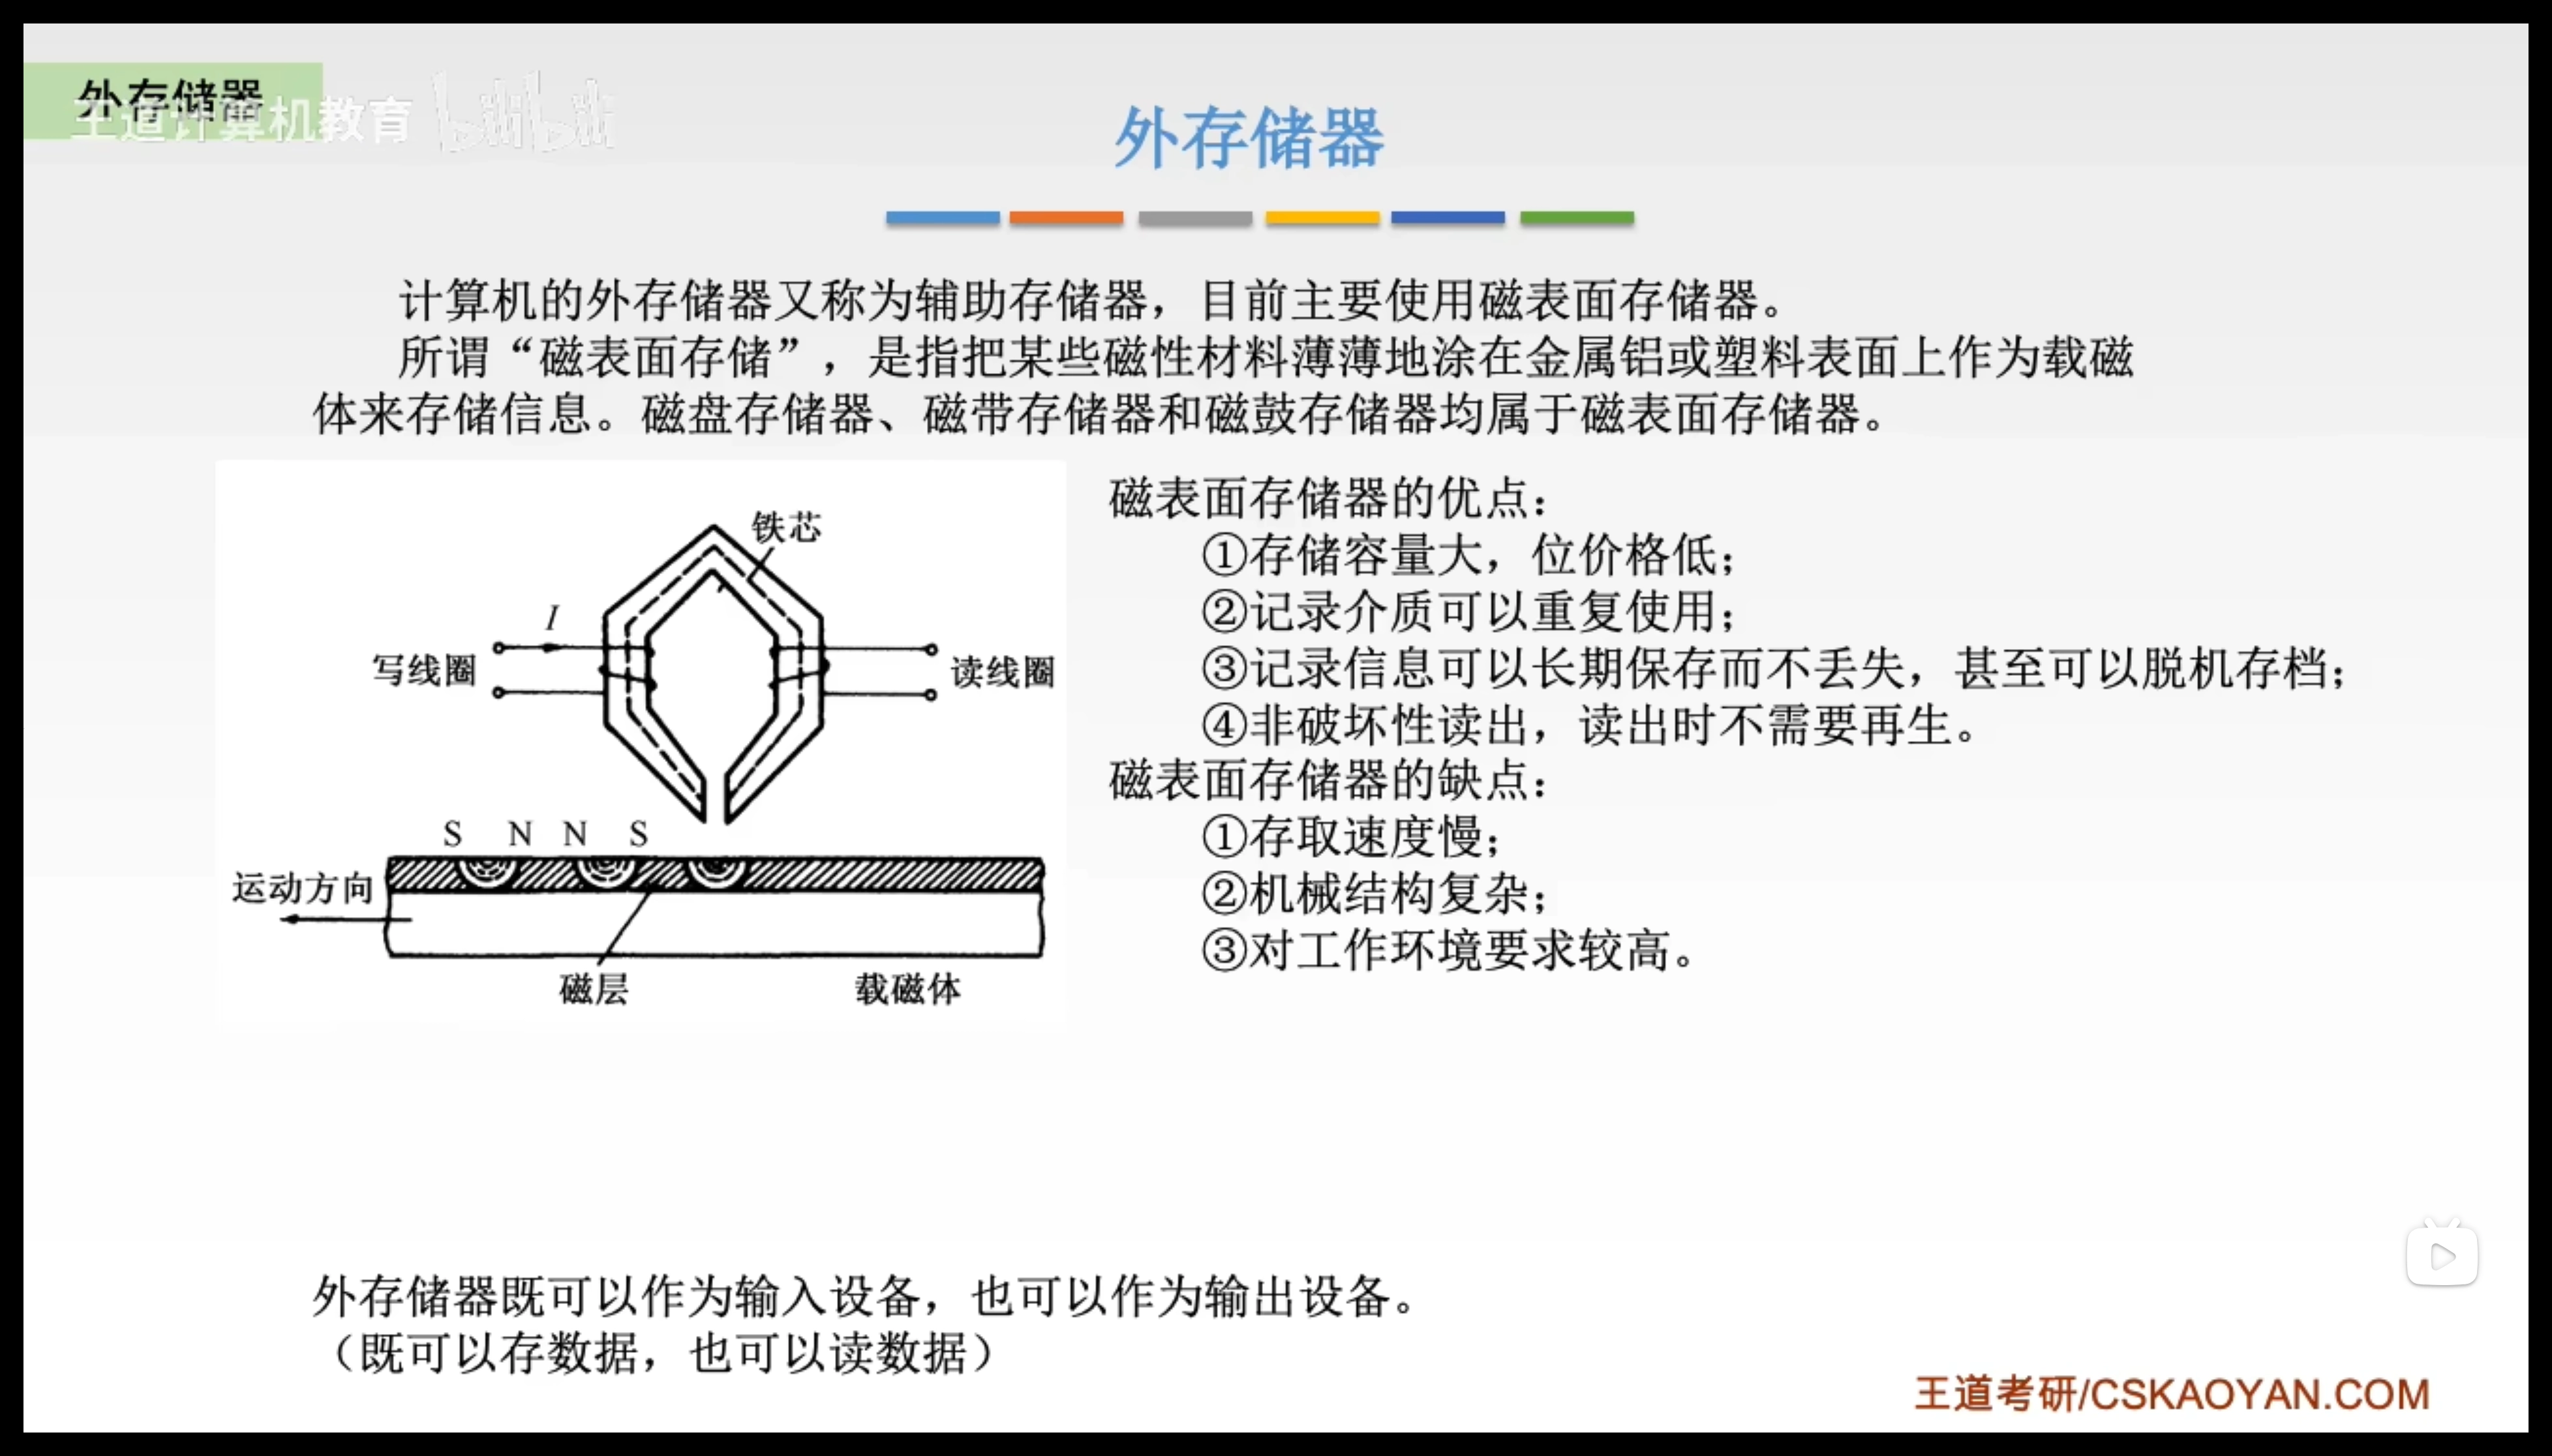 外存储器
王道计算机教育 bilibili
外存储器
计算机的外存储器又称为辅助存储器，目前主要使用磁表面存储器。
所谓“磁表面存储”，是指把某些磁性材料薄薄地涂在金属铝或塑料表面上作为载磁
体来存储信息。磁盘存储器、磁带存储器和磁鼓存储器均属于磁表面存储器。
铁芯
I
写线圈
读线圈
S N N S
运动方向
磁层
载磁体
磁表面存储器的优点：
①存储容量大，位价格低；
②记录介质可以重复使用；
③记录信息可以长期保存而不丢失，甚至可以脱机存档；
④非破坏性读出，读出时不需要再生。
磁表面存储器的缺点：
①存取速度慢；
②机械结构复杂；
③对工作环境要求较高。
外存储器既可以作为输入设备，也可以作为输出设备。
（既可以存数据，也可以读数据）
王道考研/CSKAOYAN.COM